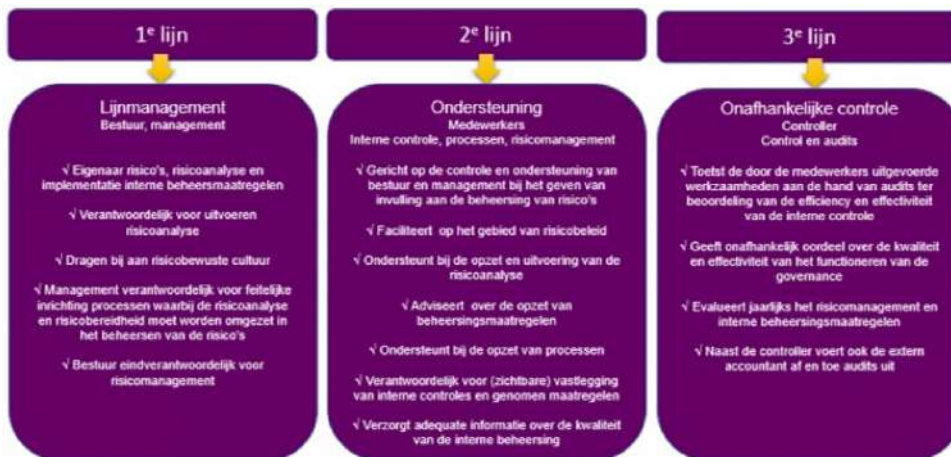 1e lijn
Lijnmanagement
Bestuur, management
√ Eigenaar risico's, risicoanalyse en
implementatie interne beheersmaatregelen
√ Verantwoordelijk voor uitvoeren
risicoanalyse
√ Dragen bij aan risicobewuste cultuur
√ Management verantwoordelijk voor feitelijke
inrichting processen waarbij de risicoanalyse
en risicobereidheid moet worden omgezet in
het beheersen van de risico's
√ Bestuur eindverantwoordelijk voor
risicomanagement
2e lijn
Ondersteuning
Medewerkers
Interne controle, processen, risicomanagement
√ Gericht op de controle en ondersteuning van
bestuur en management bij het geven van
invulling aan de beheersing van risico's
√ Faciliteert op het gebied van risicobeleid
√ Ondersteunt bij de opzet en uitvoering van de
risicoanalyse
√ Adviseert over de opzet van
beheersingsmaatregelen
√ Ondersteunt bij de opzet van processen
√ Verantwoordelijk voor (zichtbare) vastlegging
van interne controles en genomen maatregelen
√ Verzorgt adequate informatie over de kwaliteit
van de interne beheersing
3e lijn
Onafhankelijke controle
Controller
Control en audits
√ Toetst de door de medewerkers uitgevoerde
werkzaamheden aan de hand van audits ter
beoordeling van de efficiency en effectiviteit
van de interne controle
√ Geeft onafhankelijk oordeel over de kwaliteit
en effectiviteit van het functioneren van de
governance
√ Evalueert jaarlijks het risicomanagement en
interne beheersingsmaatregelen
√ Naast de controller voert ook de extern
accountant af en toe audits uit